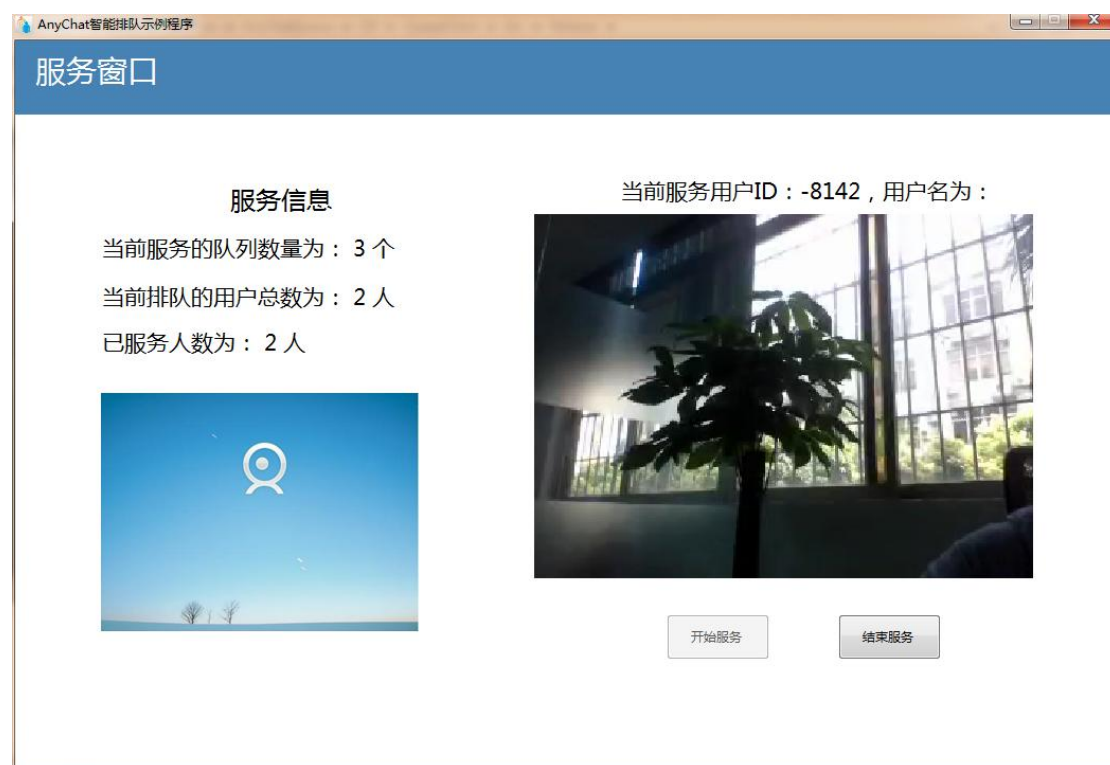 AnyChat智能排队示例程序
服务窗口
服务信息
当前服务的队列数量为： 3 个
当前排队的用户总数为： 2 人
已服务人数为： 2 人
当前服务用户ID：-8142，用户名为：
开始服务
结束服务